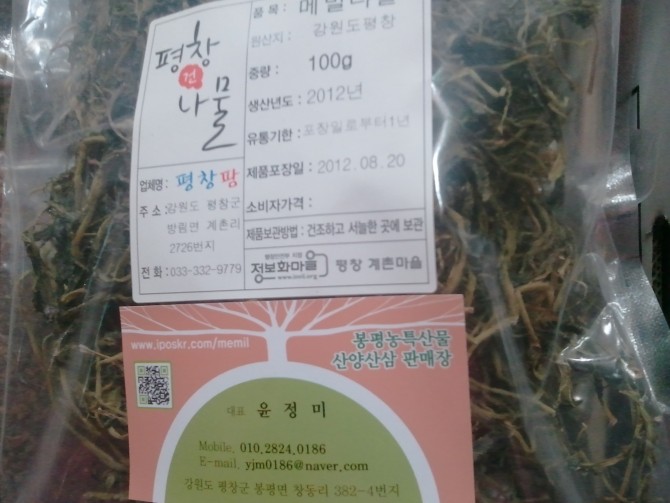 평창
건
나물
품 목 : 메밀나물
원산지 : 강원도평창
중량 : 100g
생산년도 : 2012년
유통기한 : 포장일로부터1년
제품포장일 : 2012.08.20
소비자가격 :
제품보관방법 : 건조하고 서늘한 곳에 보관
업체명 : 평창팜
주 소 : 강원도 평창군
방림면 계촌리
2726번지
전 화 : 033-332-9779
정보화마을
www.invil.org
평창 계촌마을
www.iposkr.com/memil
봉평농특산물
산양산삼 판매장
대표 윤정미
Mobile. 010.2824.0186
E-mail. yjm0186@naver.com
강원도 평창군 봉평면 창동리 382-4번지